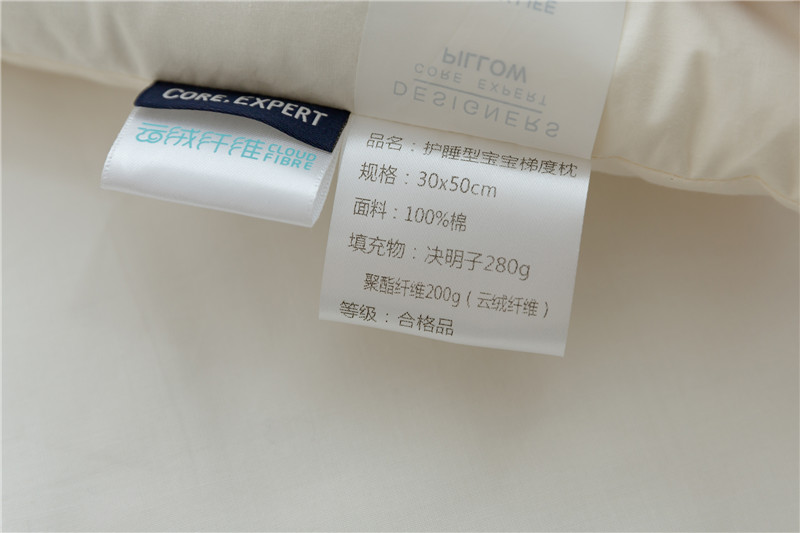 PILLOW
CORE EXPERT
DESIGNERS
CORE.EXPERT
云绒纤维 CLOUD FIBRE
品名：护睡型宝宝梯度枕
规格：30x50cm
面料：100%棉
填充物：决明子280g
聚酯纤维200g（云绒纤维）
等级：合格品